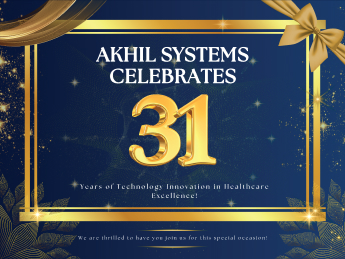 AKHIL SYSTEMS
CELEBRATES
31
Years of Technology Innovation in Healthcare
Excellence!
We are thrilled to have you join us for this special occasion!